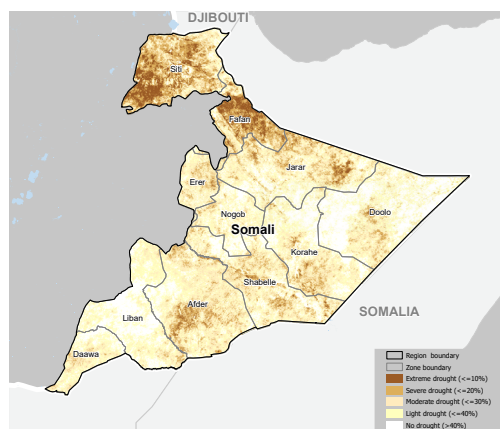 DJIBOUTI
Siti
Fafan
Jarar
Erer
Nogob
Doolo
Somali
Korahe
Shabelle
Afder
SOMALIA
Liban
Daawa
Region boundary
Zone boundary
Extreme drought (<=10%)
Severe drought (<=20%)
Moderate drought (<=30%)
Light drought (<=40%)
No drought (>40%)